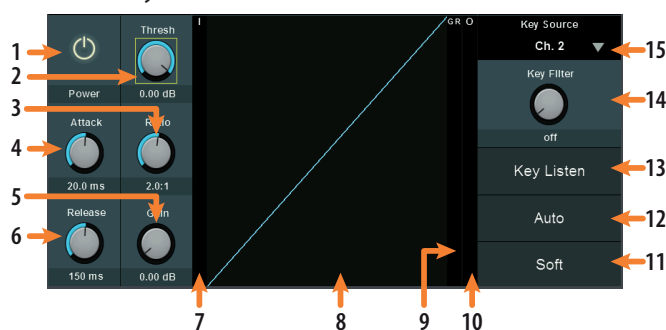 Thresh
I
GR O
Key Source
1
Ch. 2
15
2
Power
0.00 dB
Key Filter
3
14
Attack
Ratio
4
off
20.0 ms
2.0:1
Key Listen
13
5
Release
Gain
Auto
12
6
150 ms
0.00 dB
Soft
11
7
8
9
10